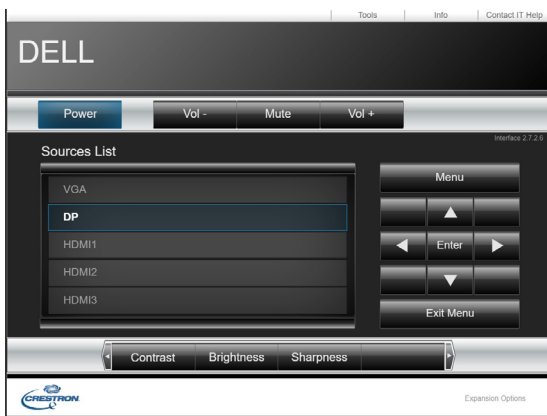 Tools Info Contact IT Help
DELL
Power Vol - Mute Vol +
Interface 2.7.2.6
Sources List
VGA
DP
HDMI1
HDMI2
HDMI3
Menu
Enter
Exit Menu
Contrast Brightness Sharpness
CRESTRON
Expansion Options